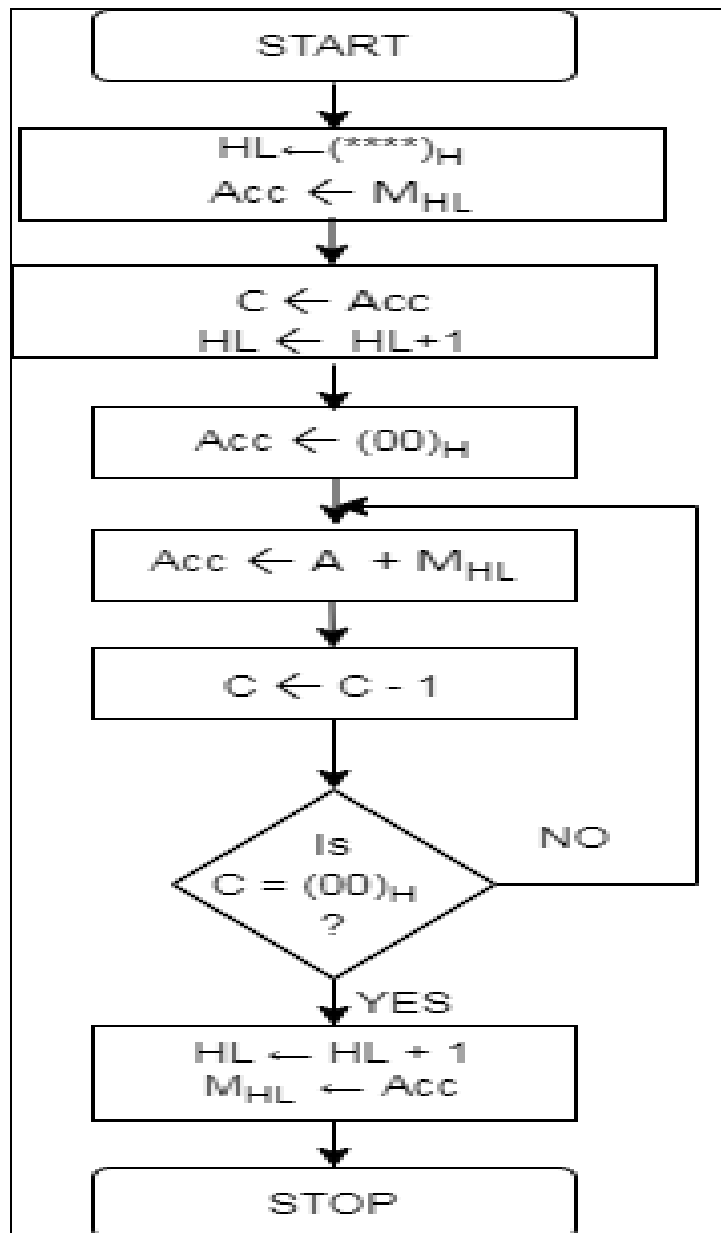 START
HL←(****)H
Acc ← MHL
C ← Acc
HL ← HL+1
Acc ← (00)H
Acc ← A + MHL
C ← C - 1
Is
C = (00)H
?
NO
YES
HL ← HL + 1
MHL ← Acc
STOP